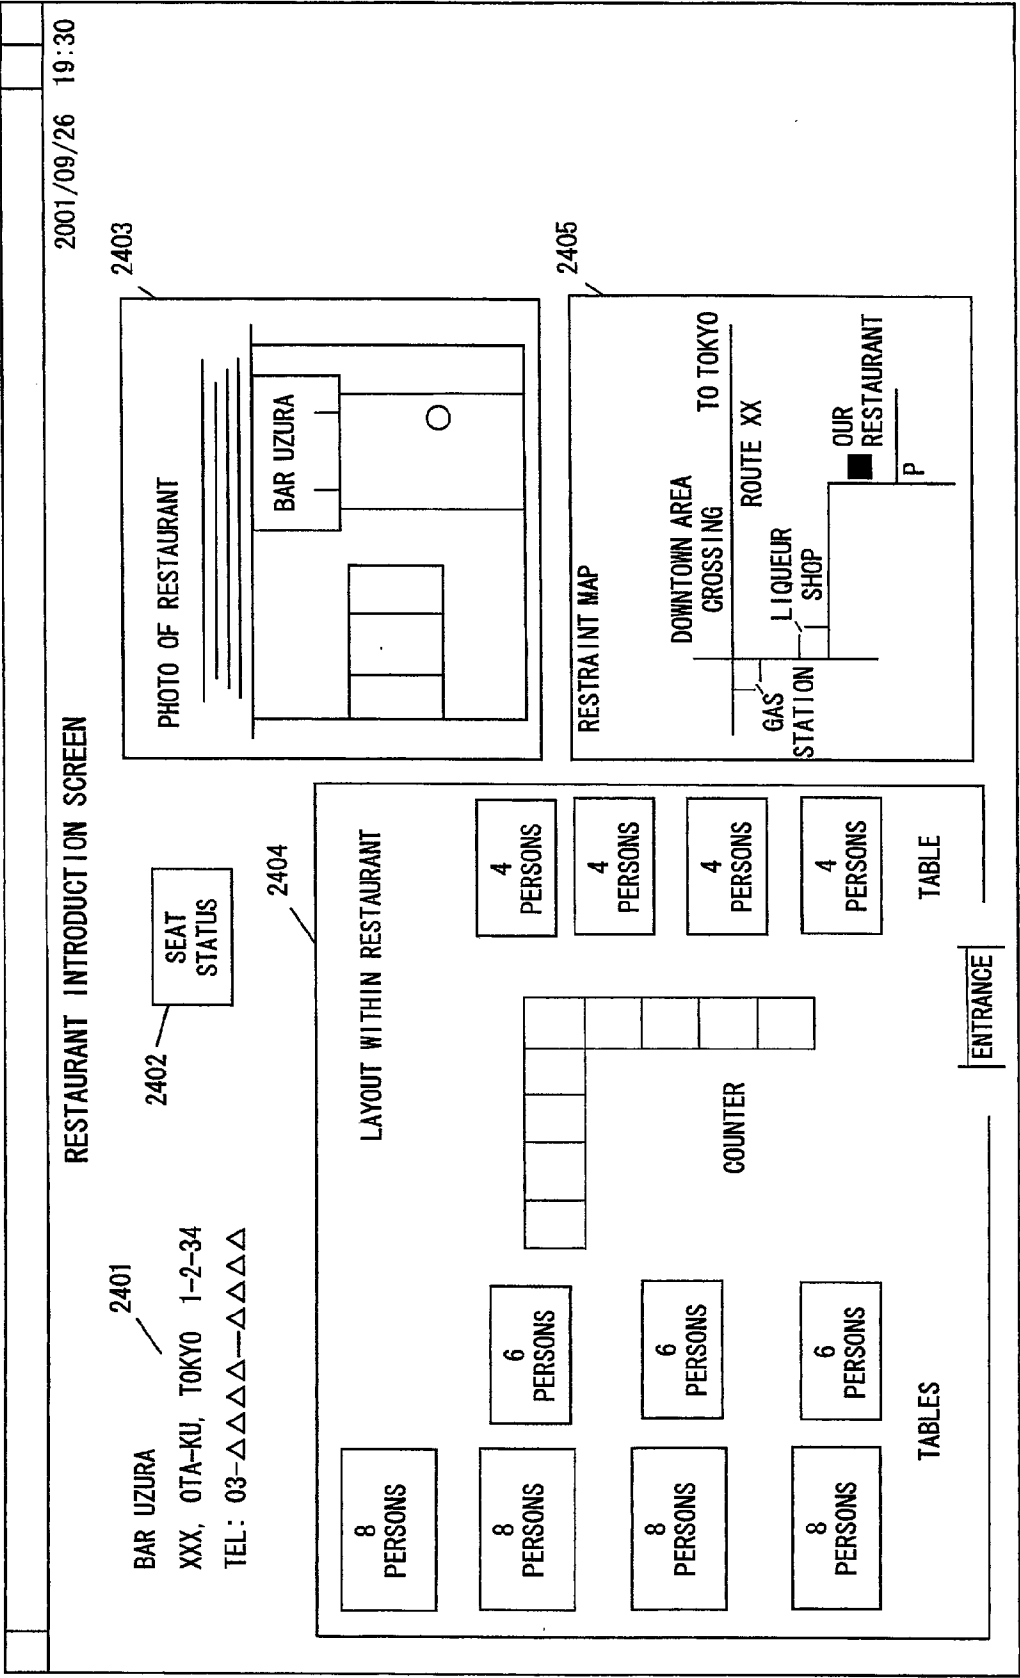 2001/09/26 19:30
RESTAURANT INTRODUCTION SCREEN
2401
BAR UZURA
XXX, OTA-KU, TOKYO 1-2-34
TEL: 03-△△△△—△△△△
2402
SEAT
STATUS
2403
PHOTO OF RESTAURANT
BAR UZURA
2404
LAYOUT WITHIN RESTAURANT
8
PERSONS
8
PERSONS
8
PERSONS
8
PERSONS
6
PERSONS
6
PERSONS
6
PERSONS
TABLES
COUNTER
4
PERSONS
4
PERSONS
4
PERSONS
4
PERSONS
TABLE
ENTRANCE
2405
RESTRAINT MAP
DOWNTOWN AREA
CROSSING
TO TOKYO
ROUTE XX
GAS
STATION
LIQUEUR
SHOP
OUR
RESTAURANT
P